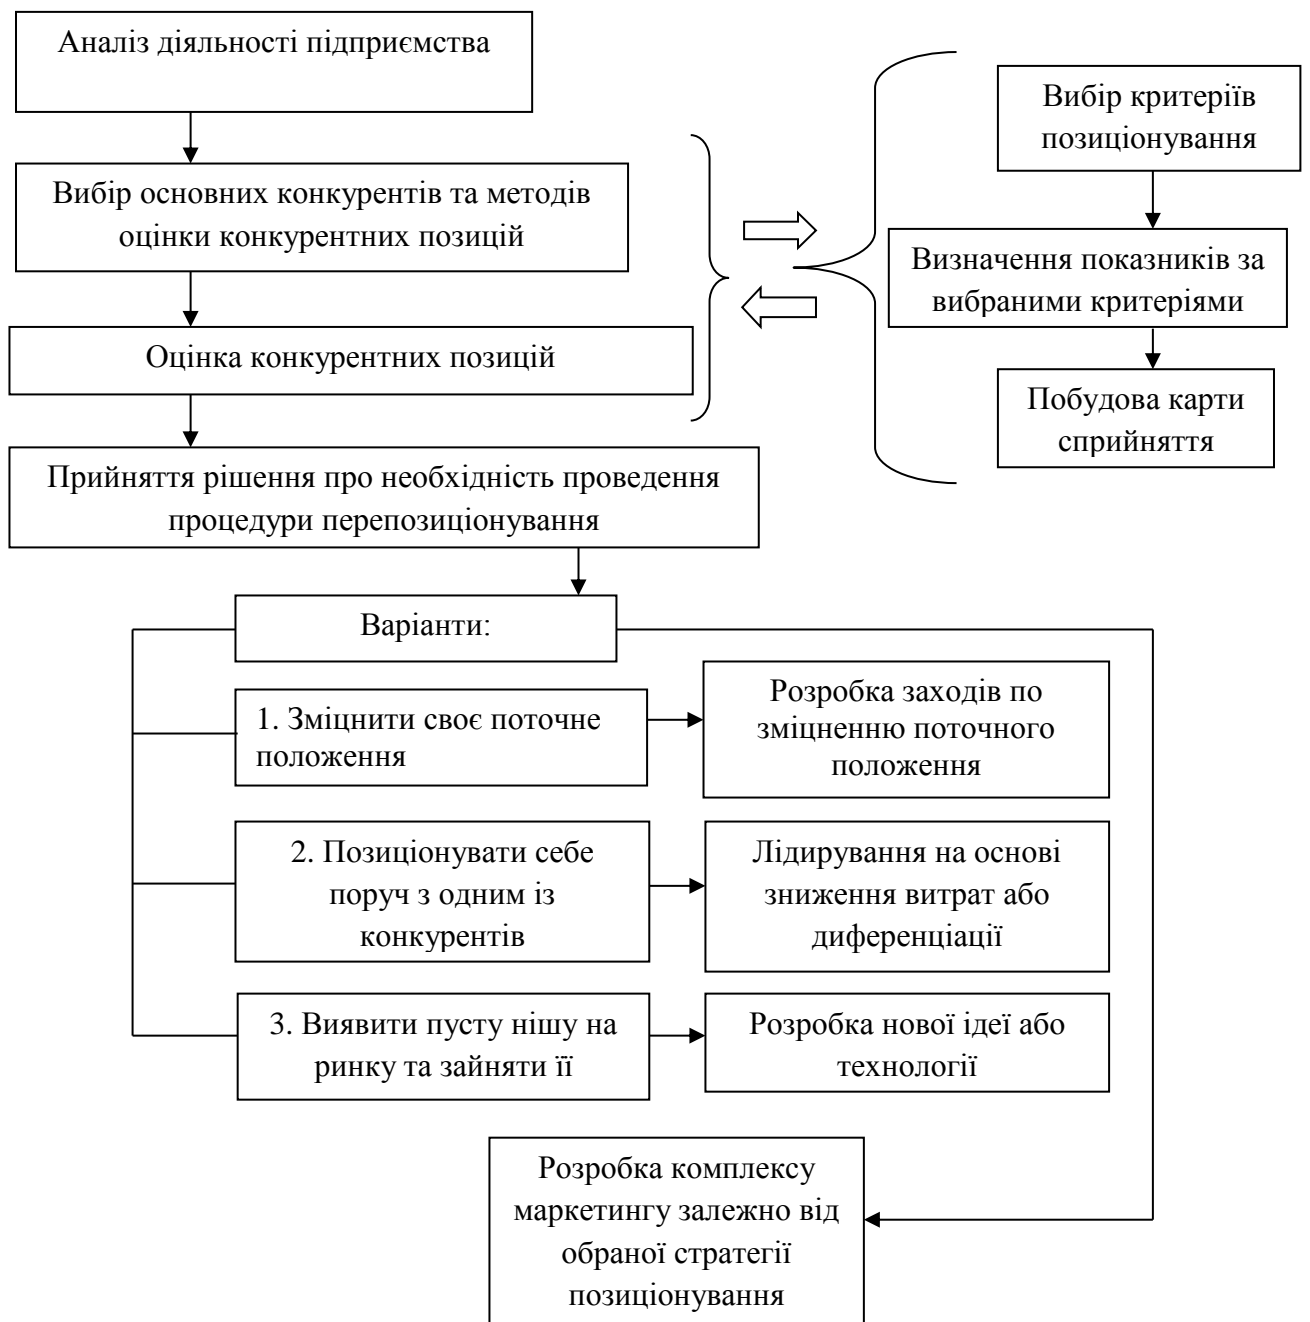 Аналіз діяльності підприємства
Вибір основних конкурентів та методів
оцінки конкурентних позицій
Оцінка конкурентних позицій
Вибір критеріїв
позиціонування
Визначення показників за
вибраними критеріями
Побудова карти
сприйняття
Прийняття рішення про необхідність проведення
процедури перепозиціонування
Варіанти:
1. Зміцнити своє поточне
положення
Розробка заходів по
зміцненню поточного
положення
2. Позиціонувати себе
поруч з одним із
конкурентів
Лідирування на основі
зниження витрат або
диференціації
3. Виявити пусту нішу на
ринку та зайняти її
Розробка нової ідеї або
технології
Розробка комплексу
маркетингу залежно від
обраної стратегії
позиціонування